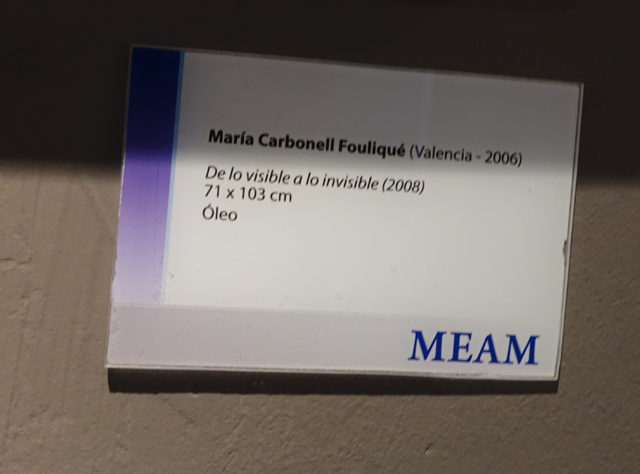 María Carbonell Fouliqué (Valencia - 2006)
De lo visible a lo invisible (2008)
71 x 103 cm
Óleo
MEAM